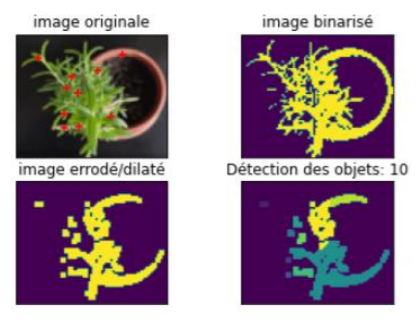 image originale
image binarisé
image errodé/dilaté
Détection des objets: 10